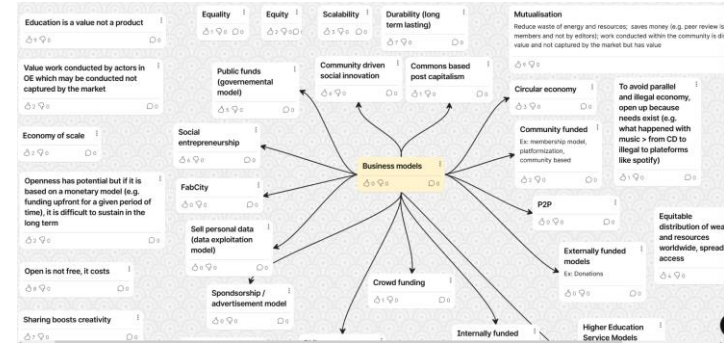 Education is a value not a product
Value work conducted by actors in
OE which may be conducted not
captured by the market
Economy of scale
Openness has potential but if it is
based on a monetary model (e.g.
funding upfront for a given period of
time), it is difficult to sustain in the
long term
Open is not free, it costs
Sharing boosts creativity
Equality
Equity
Scalability
Durability (long
term lasting)
Mutualisation
Reduce waste of energy and resources; saves money (e.g. peer review is
members and not by editors); work conducted within the community is di
value and not captured by the market but has value
Public funds
(governemental
model)
Community driven
social innovation
Commons based
post capitalism
Circular economy
To avoid parallel
and illegal economy,
open up because
needs exist (e.g.
what happened with
music > from CD to
illegal to plateforms
like spotify)
Social
entrepreneurship
Community funded
Ex: membership model,
platformization,
community based
Business models
FabCity
P2P
Sell personal data
(data exploitation
model)
Equitable
distribution of wea
and resources
worldwide, spread
access
Externally funded
models
Ex: Donations
Spondsorship /
advertisement model
Crowd funding
Internally funded
Higher Education
Service Models